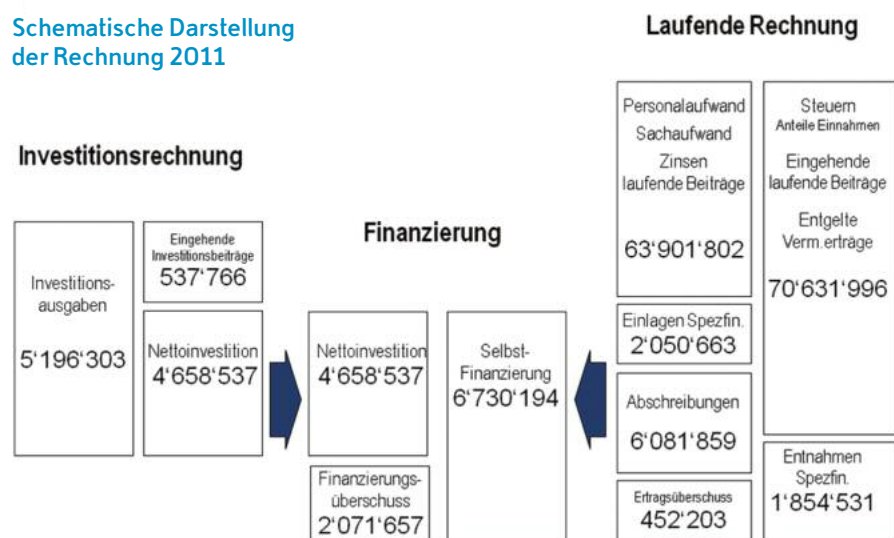 Schematische Darstellung
der Rechnung 2011
Investitionsrechnung
Investitions-
ausgaben
5'196'303
Eingehende
Investitionsbeiträge
537'766
Nettoinvestition
4'658'537
Finanzierung
Nettoinvestition
4'658'537
Finanzierungs-
überschuss
2'071'657
Selbst-
Finanzierung
6'730'194
Laufende Rechnung
Personalaufwand
Sachaufwand
Zinsen
laufende Beiträge
63'901'802
Einlagen Spezfin.
2'050'663
Abschreibungen
6'081'859
Ertragsüberschuss
452'203
Steuern
Anteile Einnahmen
Eingehende
laufende Beiträge
Entgelte
Verm.erträge
70'631'996
Entnahmen
Spezfin.
1'854'531